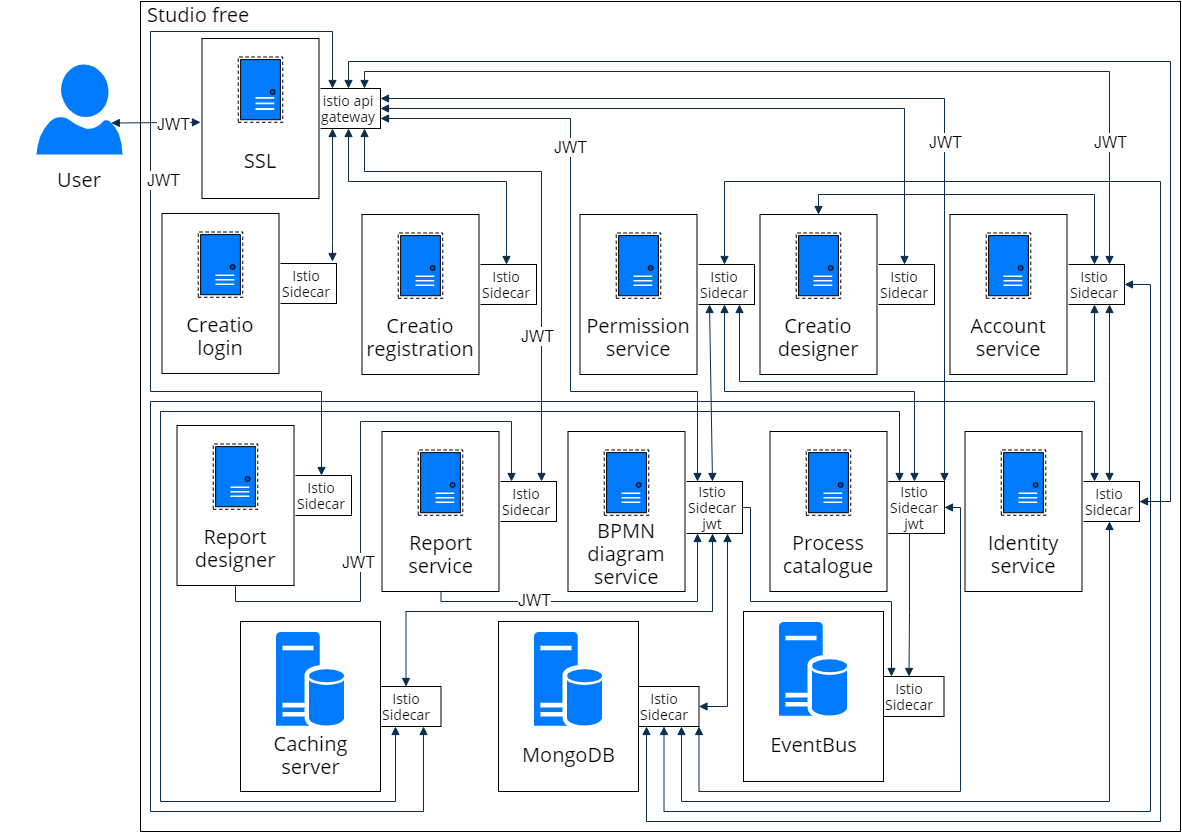 Studio free
istio api
gateway
JWT
SSL
User
JWT
JWT
JWT
JWT
Istio
Sidecar
Creatio
login
Istio
Sidecar
Creatio
registration
JWT
Istio
Sidecar
Permission
service
Istio
Sidecar
Creatio
designer
Istio
Sidecar
Account
service
Istio
Sidecar
Report
designer
JWT
Istio
Sidecar
Report
service
JWT
Istio
Sidecar
jwt
BPMN
diagram
service
Istio
Sidecar
jwt
Process
catalogue
Istio
Sidecar
Identity
service
Istio
Sidecar
Caching
server
Istio
Sidecar
MongoDB
Istio
Sidecar
EventBus